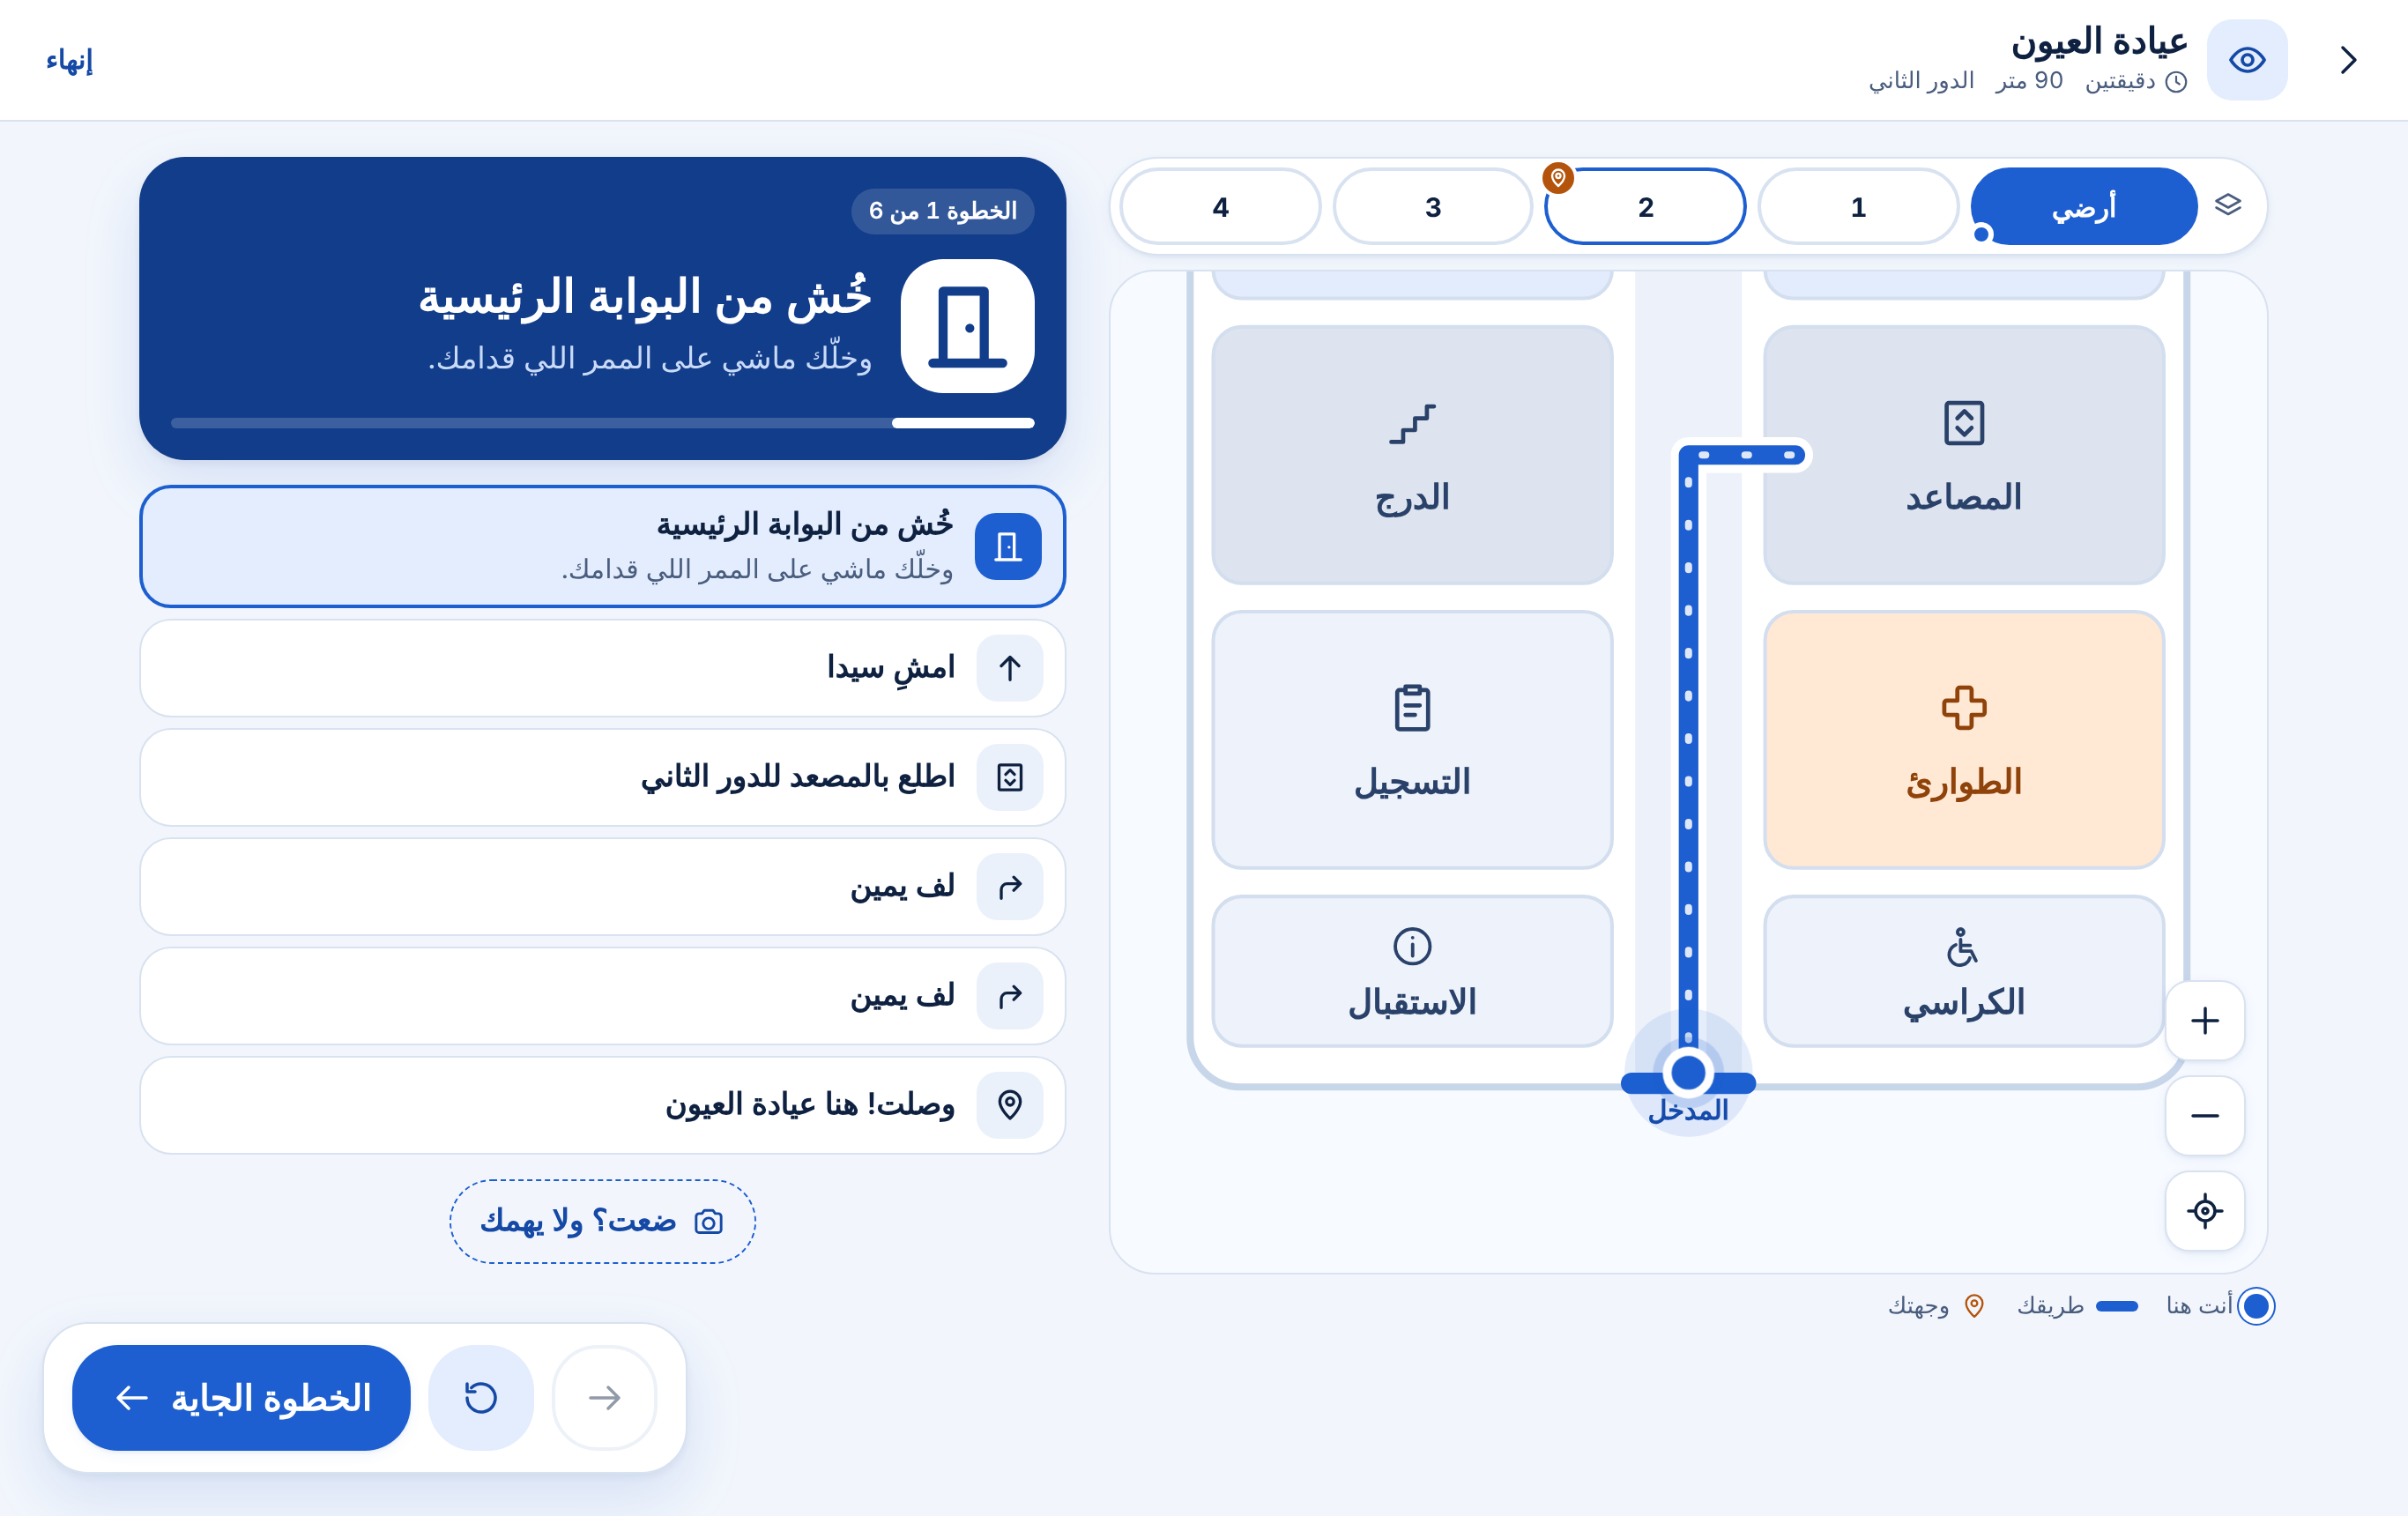 عيادة العيون
دقيقتين 90 متر الدور الثاني
إنهاء
أرضي
1
2
3
4
المصاعد
الدرج
الطوارئ
التسجيل
الكراسي
الاستقبال
المدخل
أنت هنا
طريقك
وجهتك
الخطوة 1 من 6
خُش من البوابة الرئيسية
وخلّك ماشي على الممر اللي قدامك.
خُش من البوابة الرئيسية
وخلّك ماشي على الممر اللي قدامك.
امشِ سيدا
اطلع بالمصعد للدور الثاني
لف يمين
لف يمين
وصلت! هنا عيادة العيون
ضعت؟ ولا يهمك
الخطوة الجاية